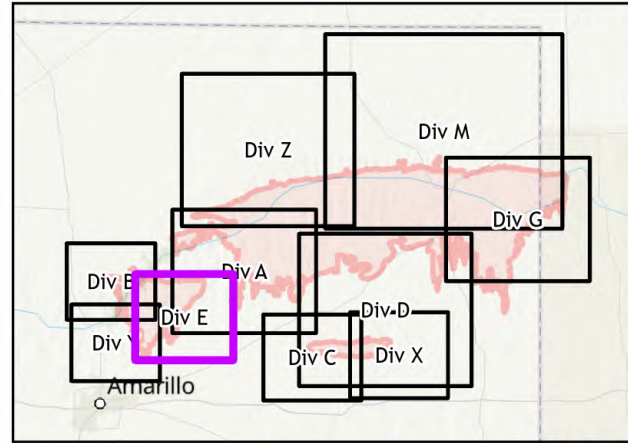 Div M
Div Z
Div G
Div A
Div B
Div D
Div E
Div
Div C
Div X
Amarillo